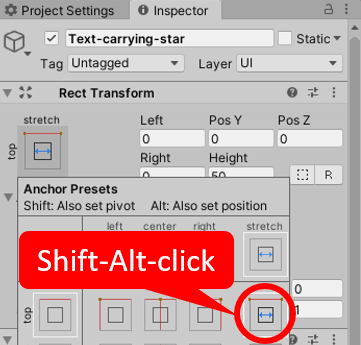 Project Settings Inspector
Text-carrying-star Static
Tag Untagged Layer UI
Rect Transform
stretch Left Pos Y Pos Z
top 0 0 0
Right Height
0 50 R
Anchor Presets
Shift: Also set pivot Alt: Also set position
left center right stretch
Shift-Alt-click
0
top 1